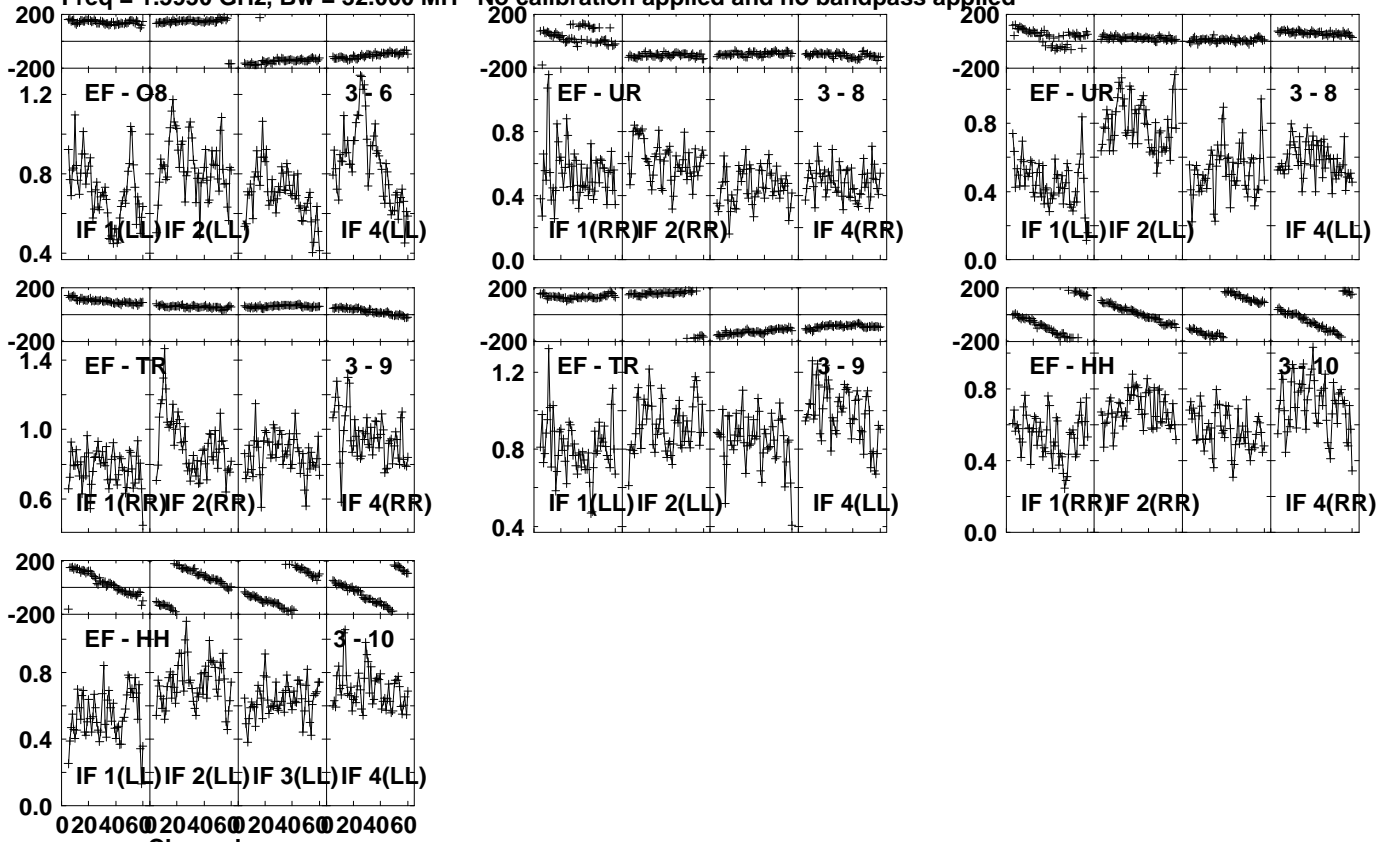 Freq = 1.9950 GHz, Bw = 32.000 MH No calibration applied and no bandpass applied
200
-200
EF - O8 3 - 6
1.2
0.8
0.4
IF 1(LL) IF 2(LL) IF 4(LL)
200
-200
EF - UR 3 - 8
0.8
0.4
0.0
IF 1(RR) IF 2(RR) IF 4(RR)
200
-200
EF - UR 3 - 8
0.8
0.4
0.0
IF 1(LL) IF 2(LL) IF 4(LL)
200
-200
EF - TR 3 - 9
1.4
1.0
0.6
IF 1(RR) IF 2(RR) IF 4(RR)
200
-200
EF - TR 3 - 9
1.2
0.8
0.4
IF 1(LL) IF 2(LL) IF 4(LL)
200
-200
EF - HH 3 - 10
0.8
0.4
0.0
IF 1(RR) IF 2(RR) IF 4(RR)
200
-200
EF - HH 3 - 10
0.8
0.4
0.0
IF 1(LL) IF 2(LL) IF 3(LL) IF 4(LL)
0 20 40 60 0 20 40 60 0 20 40 60 0 20 40 60